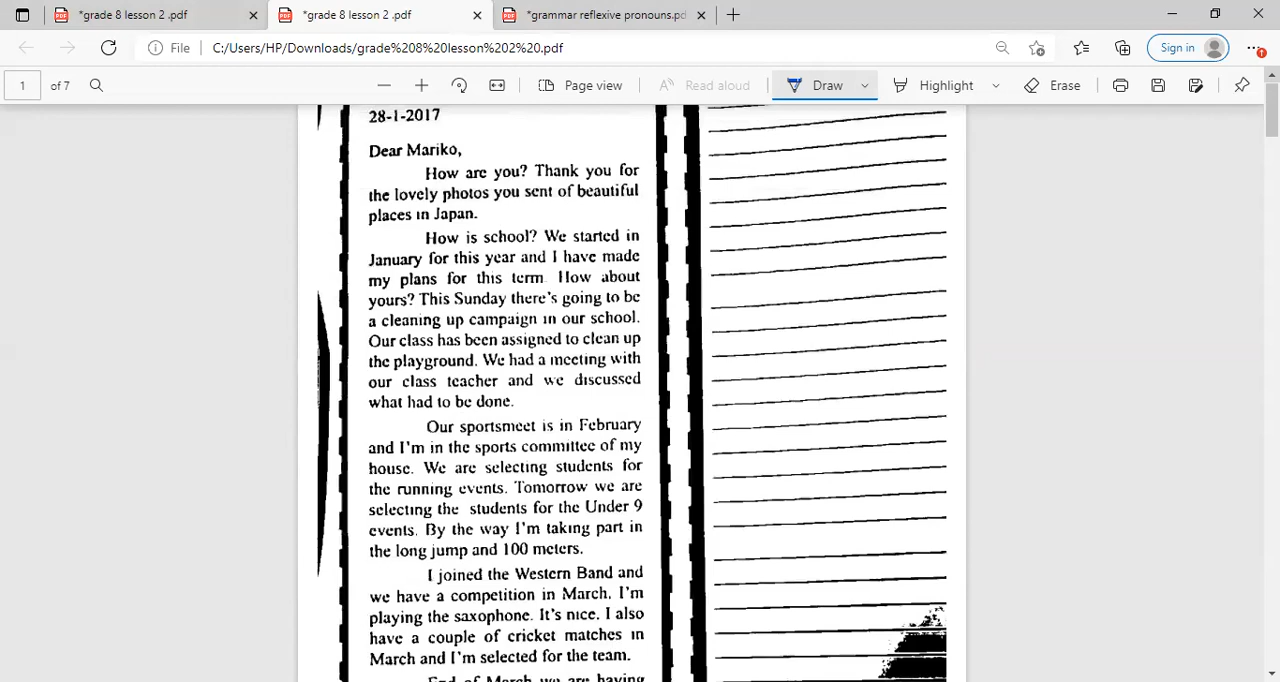 *grade 8 lesson 2 .pdf
*grade 8 lesson 2 .pdf
*grammar reflexive pronouns.pd
File C:/Users/HP/Downloads/grade%208%20lesson%202%20.pdf
Sign in
1 of 7
Page view
Read aloud
Draw
Highlight
Erase
28-1-2017
Dear Mariko,
How are you? Thank you for
the lovely photos you sent of beautiful
places in Japan.
How is school? We started in
January for this year and I have made
my plans for this term. How about
yours? This Sunday there's going to be
a cleaning up campaign in our school.
Our class has been assigned to clean up
the playground. We had a meeting with
our class teacher and we discussed
what had to be done.
Our sportsmeet is in February
and I'm in the sports committee of my
house. We are selecting students for
the running events. Tomorrow we are
selecting the students for the Under 9
events. By the way I'm taking part in
the long jump and 100 meters.
I joined the Western Band and
we have a competition in March. I'm
playing the saxophone. It's nice. I also
have a couple of cricket matches in
March and I'm selected for the team.
End of March we are having